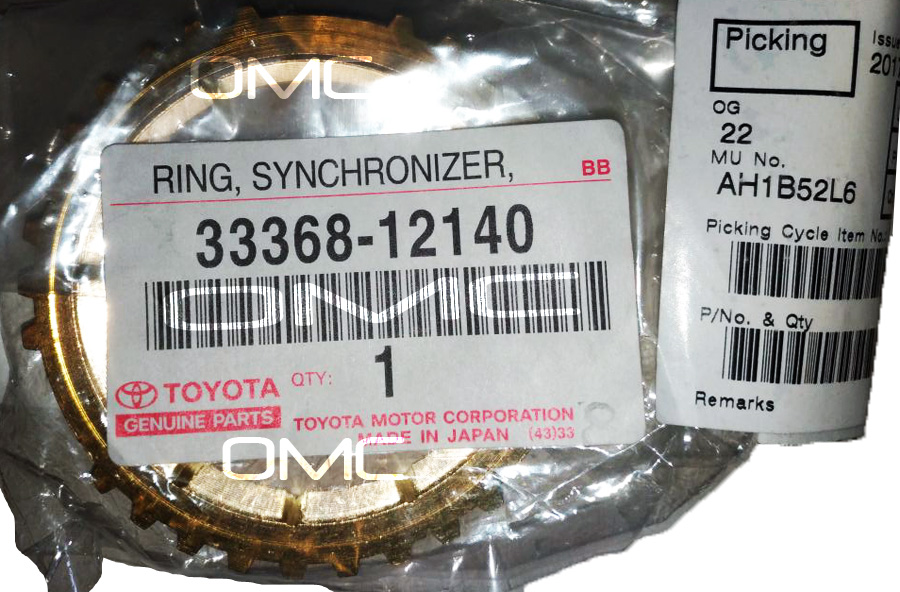 OMC
RING, SYNCHRONIZER,
BB
33368-12140
OMC
QTY: 1
TOYOTA
GENUINE PARTS
TOYOTA MOTOR CORPORATION
MADE IN JAPAN (43)33
OMC
Picking
OG
22
MU No.
AH1B52L6
Picking Cycle Item
P/No. & Qty
Remarks